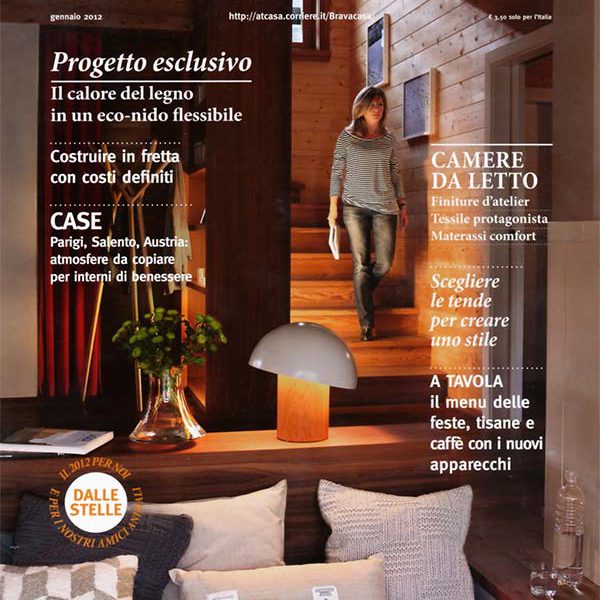 gennaio 2012
http://atcasa.corriere.it/Bravacasa/
€ 3,50 solo per l'Italia
Progetto esclusivo
Il calore del legno
in un eco-nido flessibile
Costruire in fretta
con costi definiti
CASE
Parigi, Salento, Austria:
atmosfere da copiare
per interni di benessere
CAMERE
DA LETTO
Finiture d'atelier
Tessile protagonista
Materassi comfort
Scegliere
le tende
per creare
uno stile
A TAVOLA
il menu delle
feste, tisane e
caffè con i nuovi
apparecchi
IL 2012 PER NOI
E PER I NOSTRI AMICI ANIMALI
DALLE
STELLE